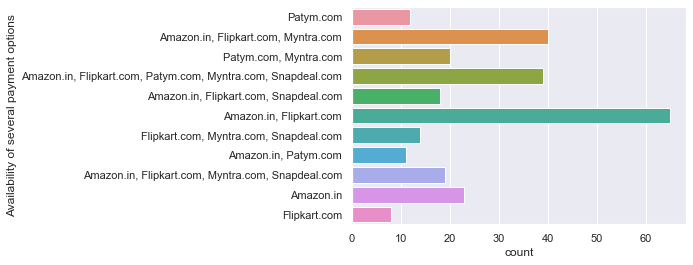 Availability of several payment options
Patym.com
Amazon.in, Flipkart.com, Myntra.com
Patym.com, Myntra.com
Amazon.in, Flipkart.com, Patym.com, Myntra.com, Snapdeal.com
Amazon.in, Flipkart.com, Snapdeal.com
Amazon.in, Flipkart.com
Flipkart.com, Myntra.com, Snapdeal.com
Amazon.in, Patym.com
Amazon.in, Flipkart.com, Myntra.com, Snapdeal.com
Amazon.in
Flipkart.com
0 10 20 30 40 50 60
count